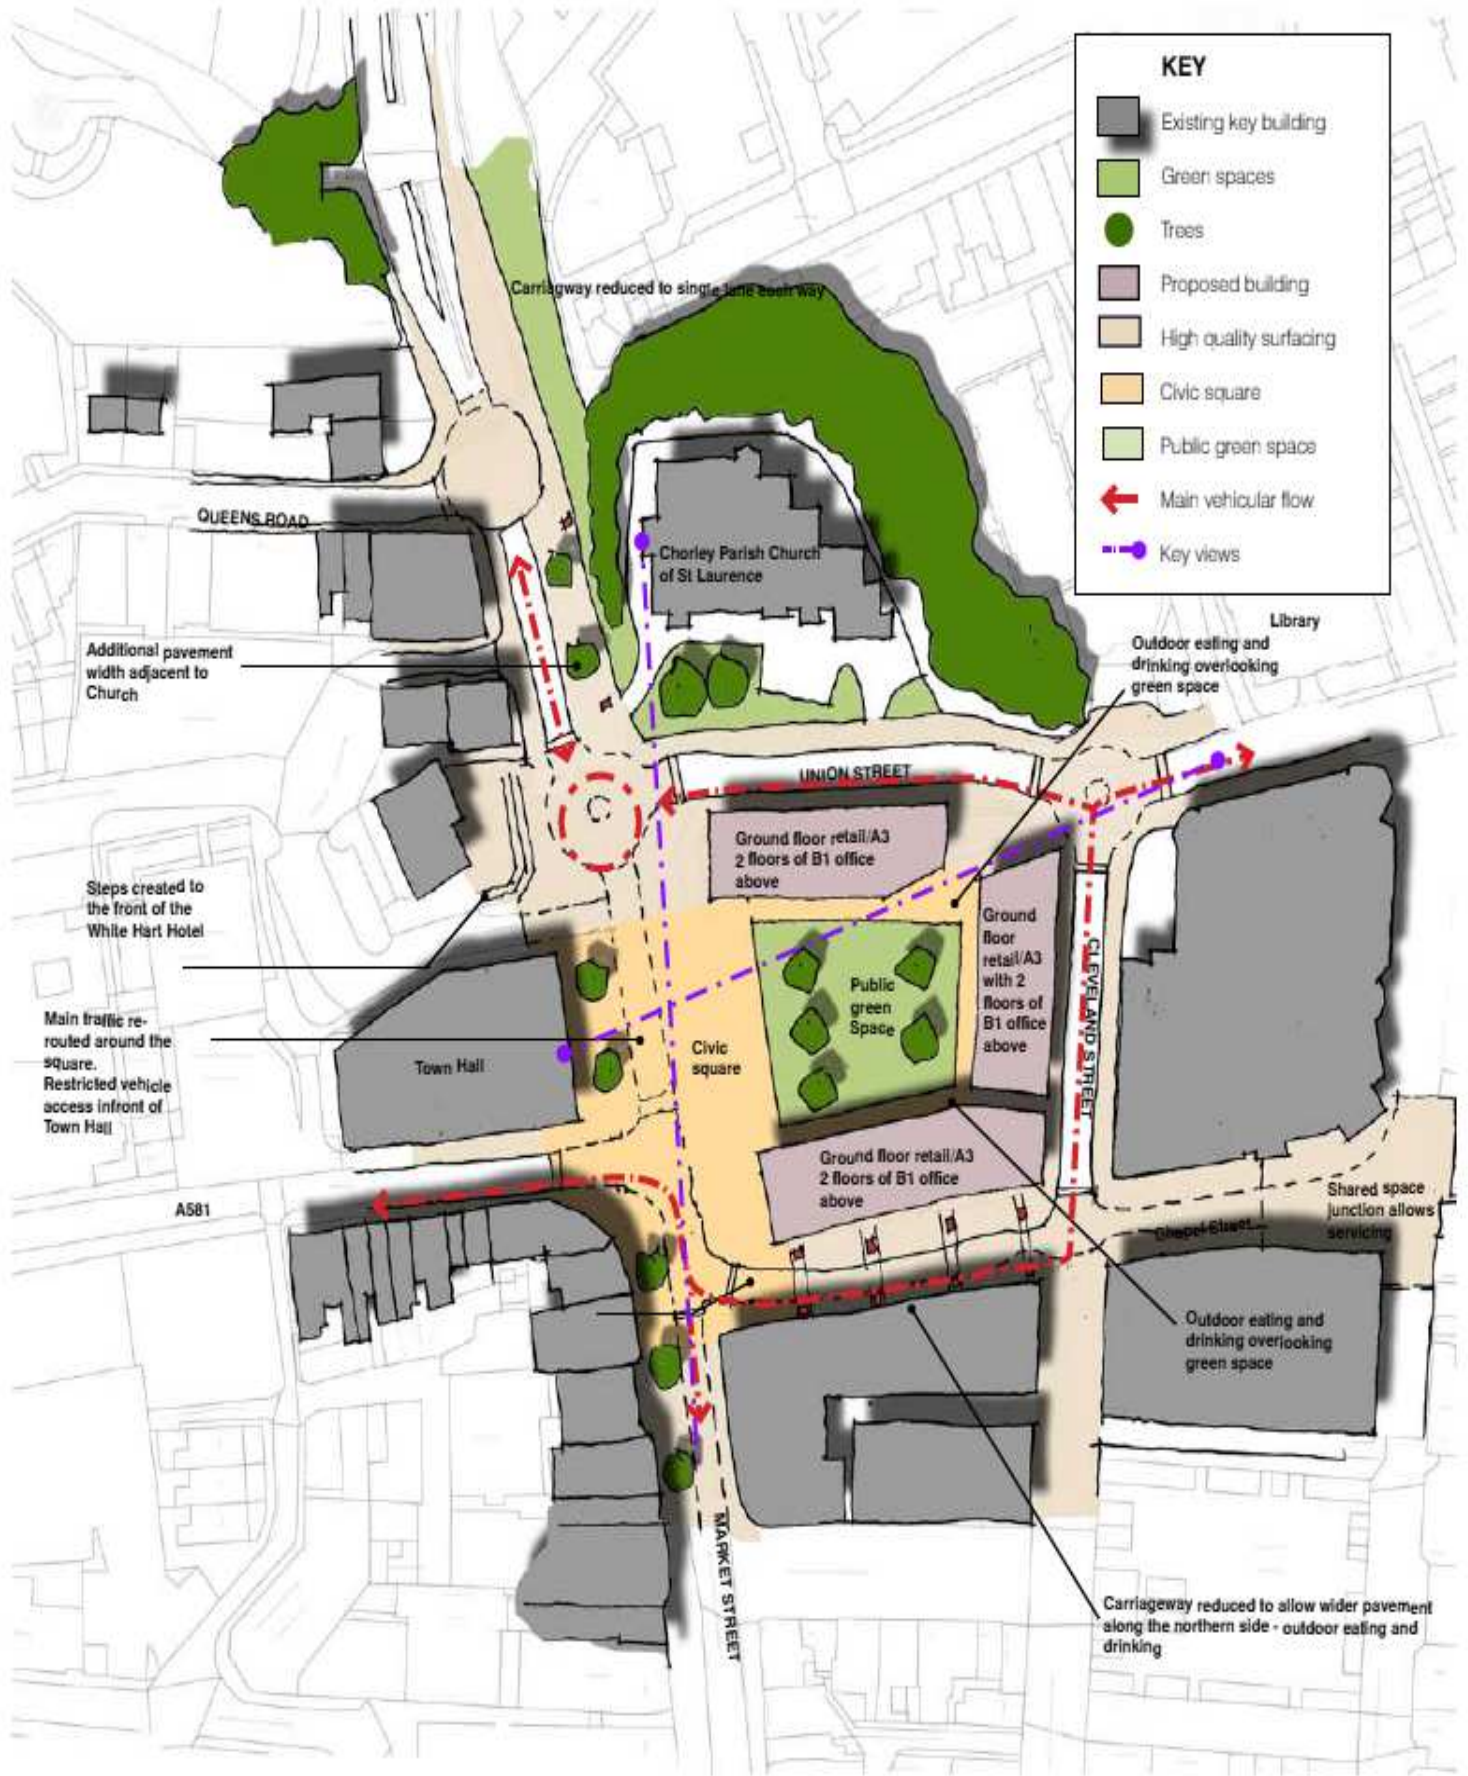 KEY
Existing key building
Green spaces
Trees
Proposed building
High quality surfacing
Civic square
Public green space
Main vehicular flow
Key views
Carriagway reduced to single lane each way
QUEENS ROAD
Chorley Parish Church
of St Laurence
Library
Outdoor eating and
drinking overlooking
green space
Additional pavement
width adjacent to
Church
UNION STREET
Ground floor retail/A3
2 floors of B1 office
above
Steps created to
the front of the
White Hart Hotel
Ground
floor
retail/A3
with 2
floors of
B1 office
above
CLEVELAND STREET
Public
green
Space
Main traffic re-
routed around the
square.
Restricted vehicle
access infront of
Town Hall
Town Hall
Civic
square
Ground floor retail/A3
2 floors of B1 office
above
A581
Chapel Street
Shared space
junction allows
servicing
Outdoor eating and
drinking overlooking
green space
MARKET STREET
Carriageway reduced to allow wider pavement
along the northern side - outdoor eating and
drinking